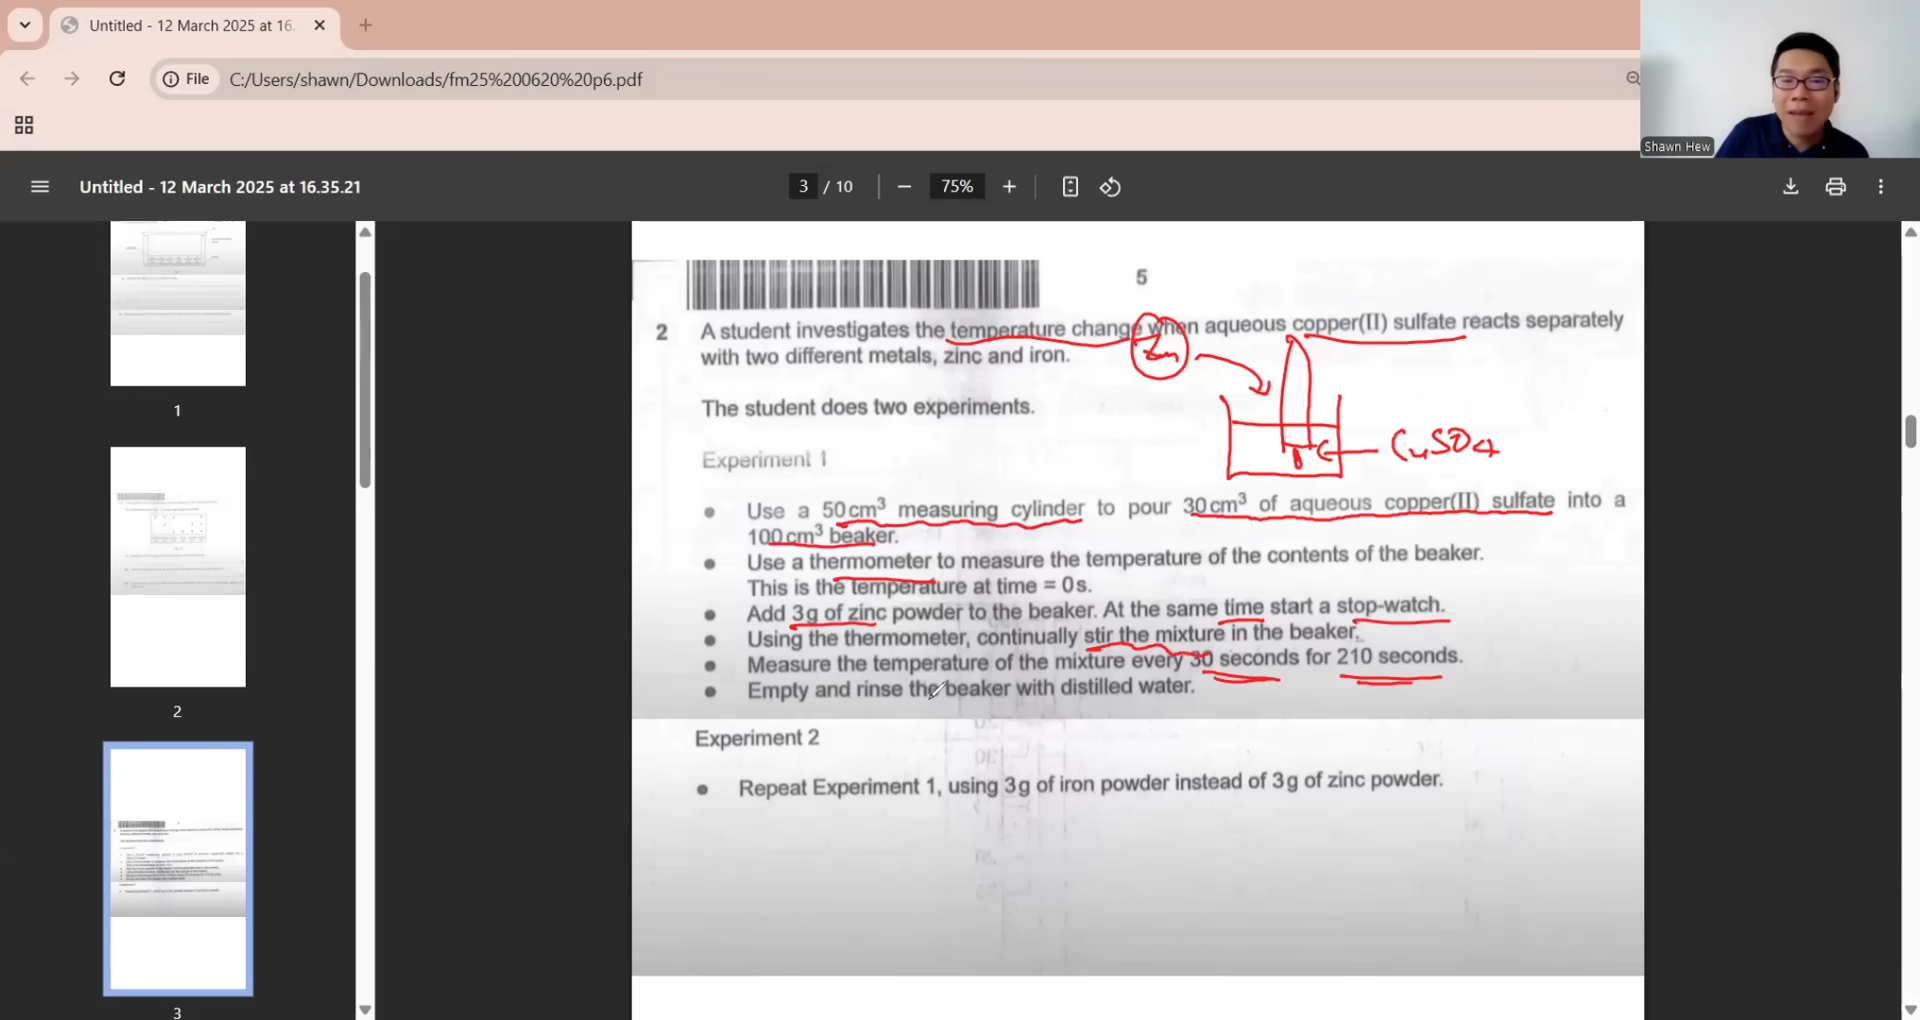 Untitled - 12 March 2025 at 16.
File C:/Users/shawn/Downloads/fm25%200620%20p6.pdf
Shawn Hew
Untitled - 12 March 2025 at 16.35.21
3 / 10
75%
1
2
3
5
2 A student investigates the temperature change when aqueous copper(II) sulfate reacts separately
with two different metals, zinc and iron.
Zn
The student does two experiments.
CuSO4
Experiment 1
• Use a 50 cm³ measuring cylinder to pour 30 cm³ of aqueous copper(II) sulfate into a
100 cm³ beaker.
• Use a thermometer to measure the temperature of the contents of the beaker.
This is the temperature at time = 0 s.
• Add 3 g of zinc powder to the beaker. At the same time start a stop-watch.
• Using the thermometer, continually stir the mixture in the beaker.
• Measure the temperature of the mixture every 30 seconds for 210 seconds.
• Empty and rinse the beaker with distilled water.
Experiment 2
• Repeat Experiment 1, using 3 g of iron powder instead of 3 g of zinc powder.